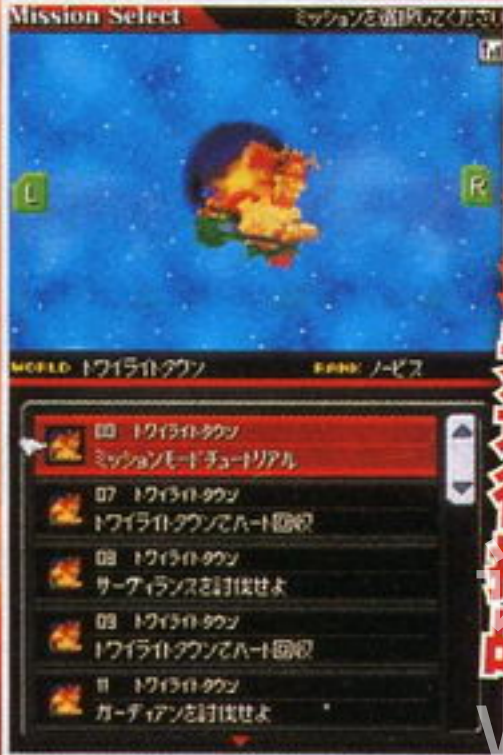 Mission Select
ミッションを選択してください
L
R
WORLD トワイライトタウン
RANK ノービス
00 トワイライトタウン
ミッションモードチュートリアル
07 トワイライトタウン
トワイライトタウンでハート回収
08 トワイライトタウン
サーヴィランスを討伐せよ
09 トワイライトタウン
トワイライトタウンでハート回収
11 トワイライトタウン
ガーディアンを討伐せよ